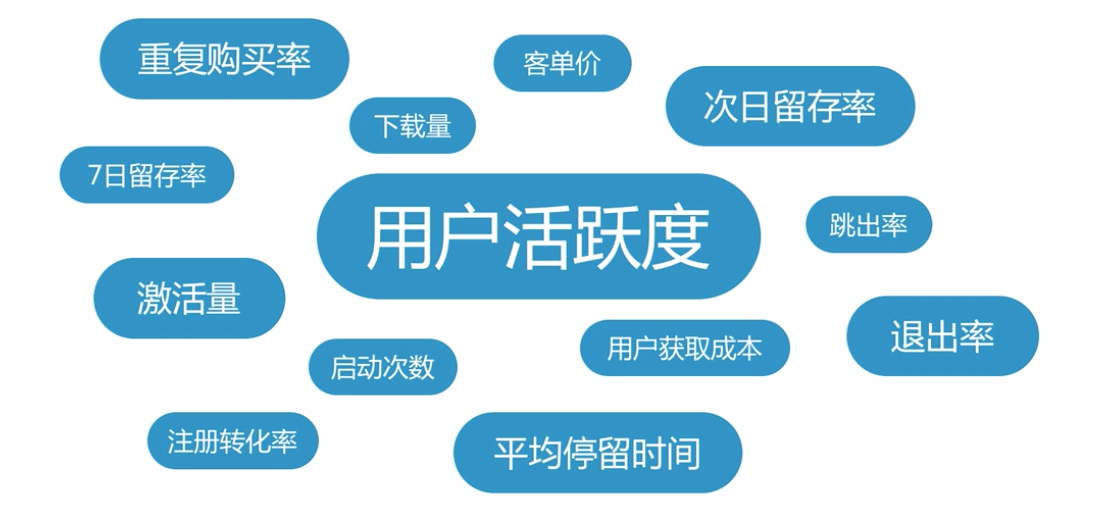 重复购买率
客单价
次日留存率
下载量
7日留存率
用户活跃度
跳出率
激活量
退出率
用户获取成本
启动次数
注册转化率
平均停留时间